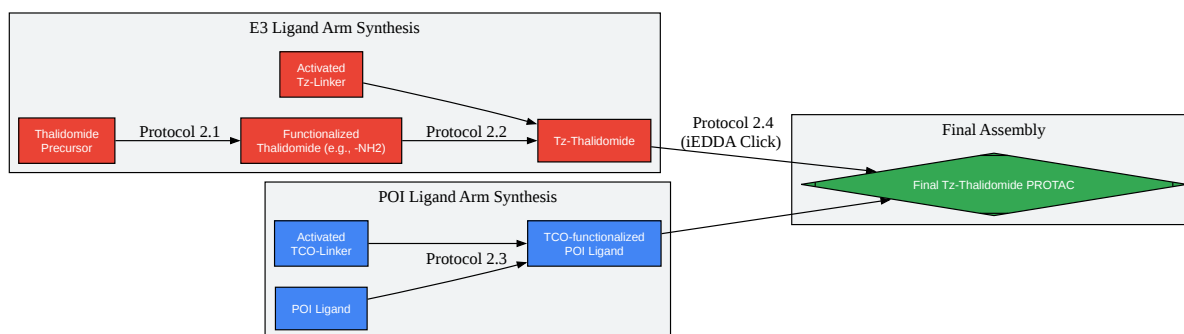 E3 Ligand Arm Synthesis
Activated
Tz-Linker
Thalidomide
Precursor
Protocol 2.1
Functionalized
Thalidomide (e.g., -NH2)
Protocol 2.2
Tz-Thalidomide
Protocol 2.4
(iEDDA Click)
Final Assembly
Final Tz-Thalidomide PROTAC
POI Ligand Arm Synthesis
Activated
TCO-Linker
Protocol 2.3
TCO-functionalized
POI Ligand
POI Ligand